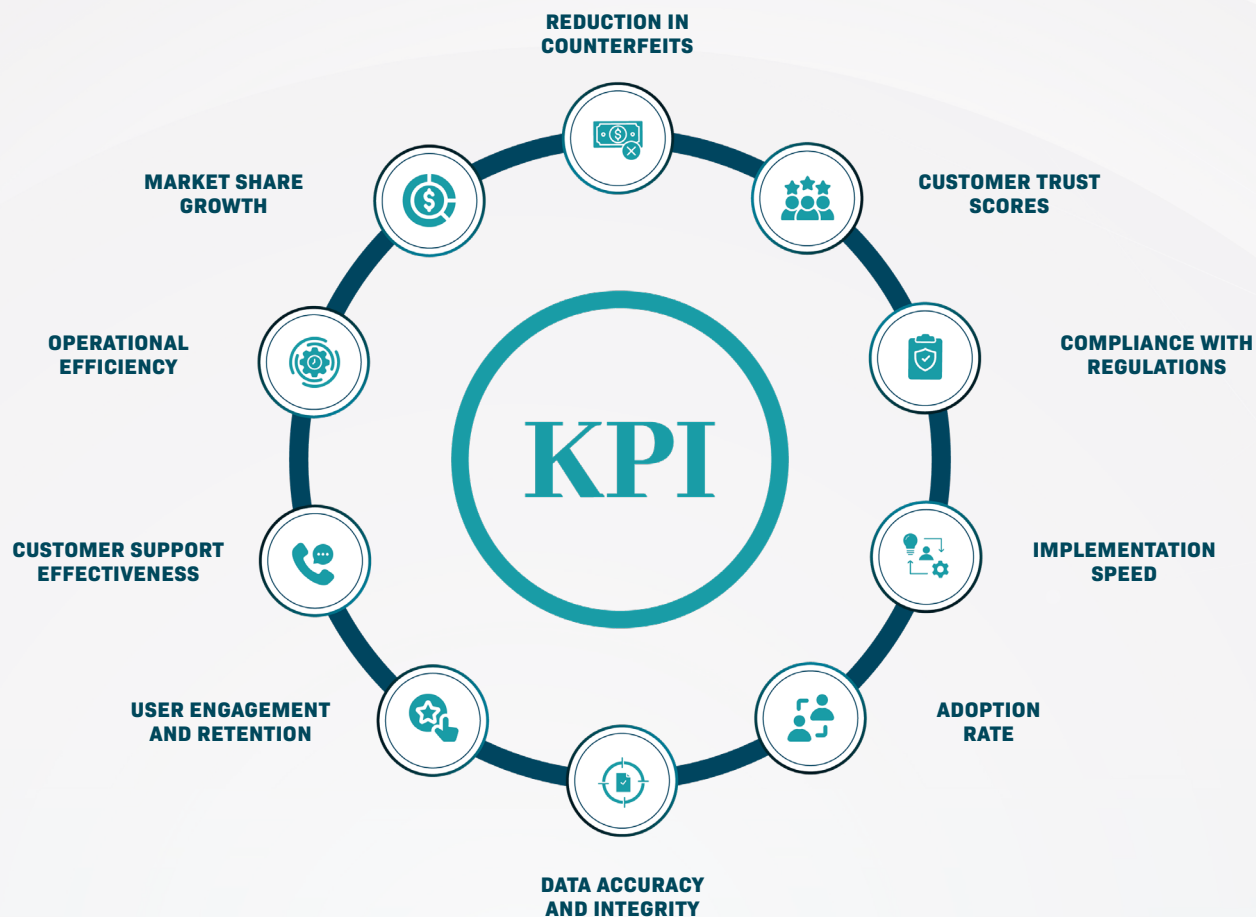 REDUCTION IN
COUNTERFEITS
MARKET SHARE
GROWTH
CUSTOMER TRUST
SCORES
OPERATIONAL
EFFICIENCY
COMPLIANCE WITH
REGULATIONS
KPI
CUSTOMER SUPPORT
EFFECTIVENESS
IMPLEMENTATION
SPEED
USER ENGAGEMENT
AND RETENTION
ADOPTION
RATE
DATA ACCURACY
AND INTEGRITY